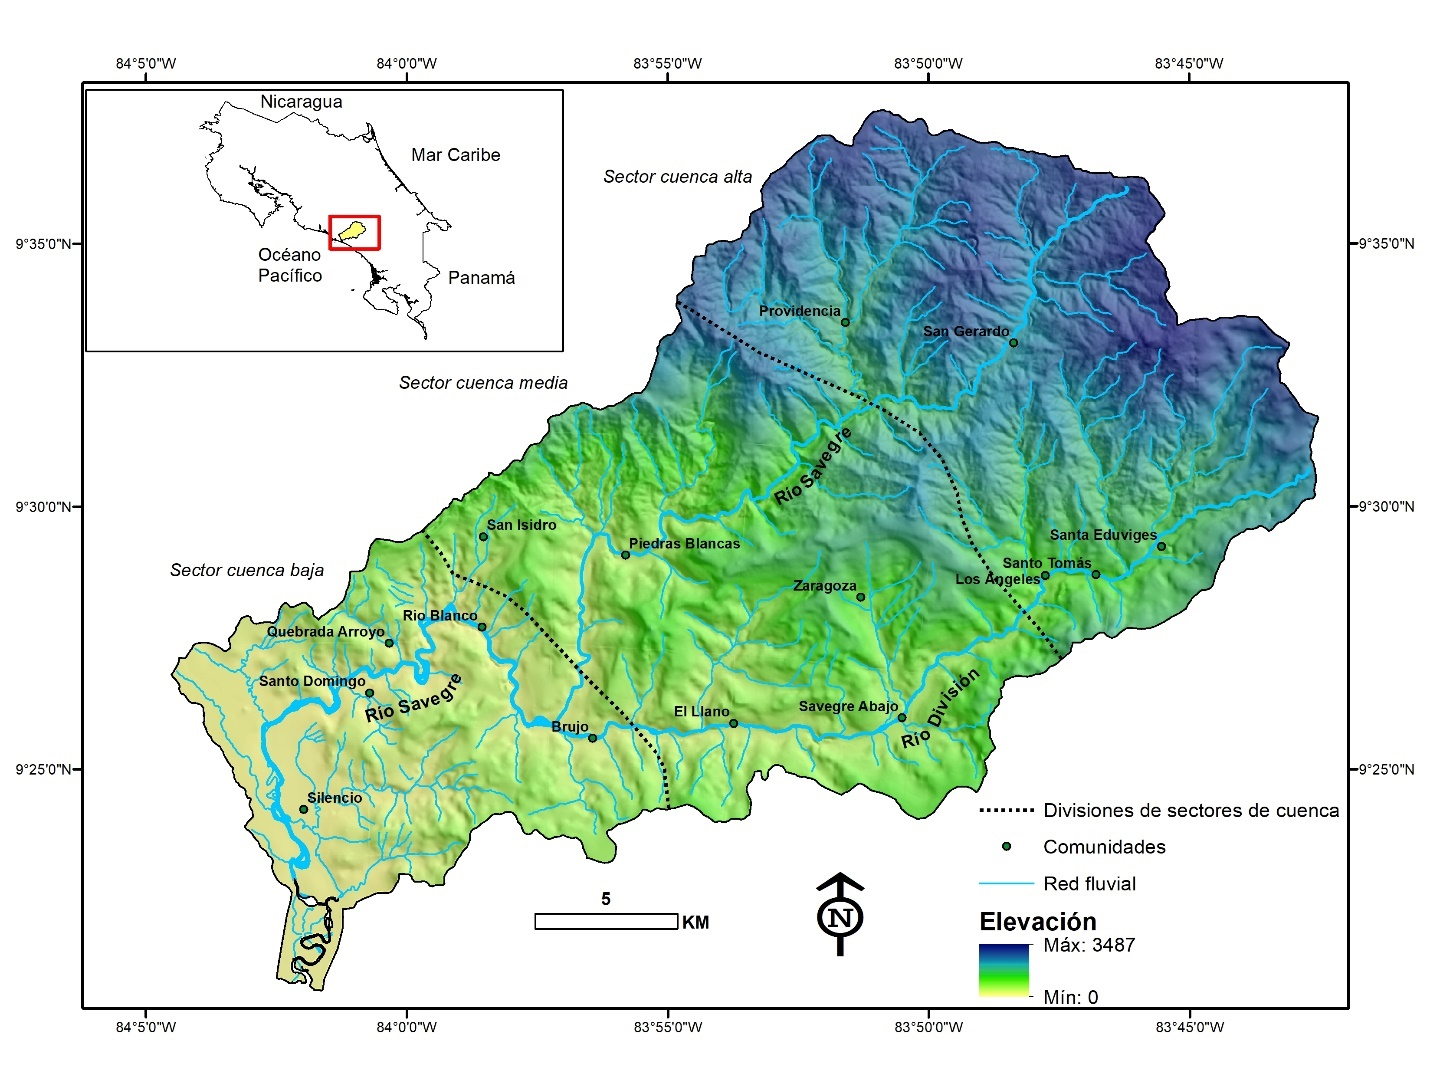 84°5'0"W
84°0'0"W
83°55'0"W
83°50'0"W
83°45'0"W
Nicaragua
Mar Caribe
Océano
Pacífico
Panamá
9°35'0"N
9°35'0"N
Sector cuenca alta
Providencia
San Gerardo
Sector cuenca media
Río Savegre
9°30'0"N
9°30'0"N
San Isidro
Piedras Blancas
Santa Eduviges
Santo Tomás
Los Ángeles
Sector cuenca baja
Zaragoza
Rio Blanco
Quebrada Arroyo
Santo Domingo
Río Savegre
Brujo
El Llano
Savegre Abajo
Río División
9°25'0"N
9°25'0"N
Silencio
Divisiones de sectores de cuenca
Comunidades
Red fluvial
Elevación
Máx: 3487
Mín: 0
5
KM
N
84°5'0"W
84°0'0"W
83°55'0"W
83°50'0"W
83°45'0"W